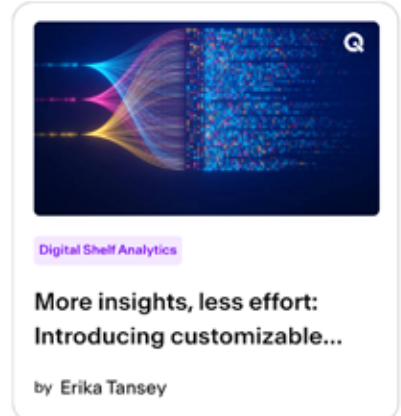 Digital Shelf Analytics
More insights, less effort:
Introducing customizable...
by Erika Tansey